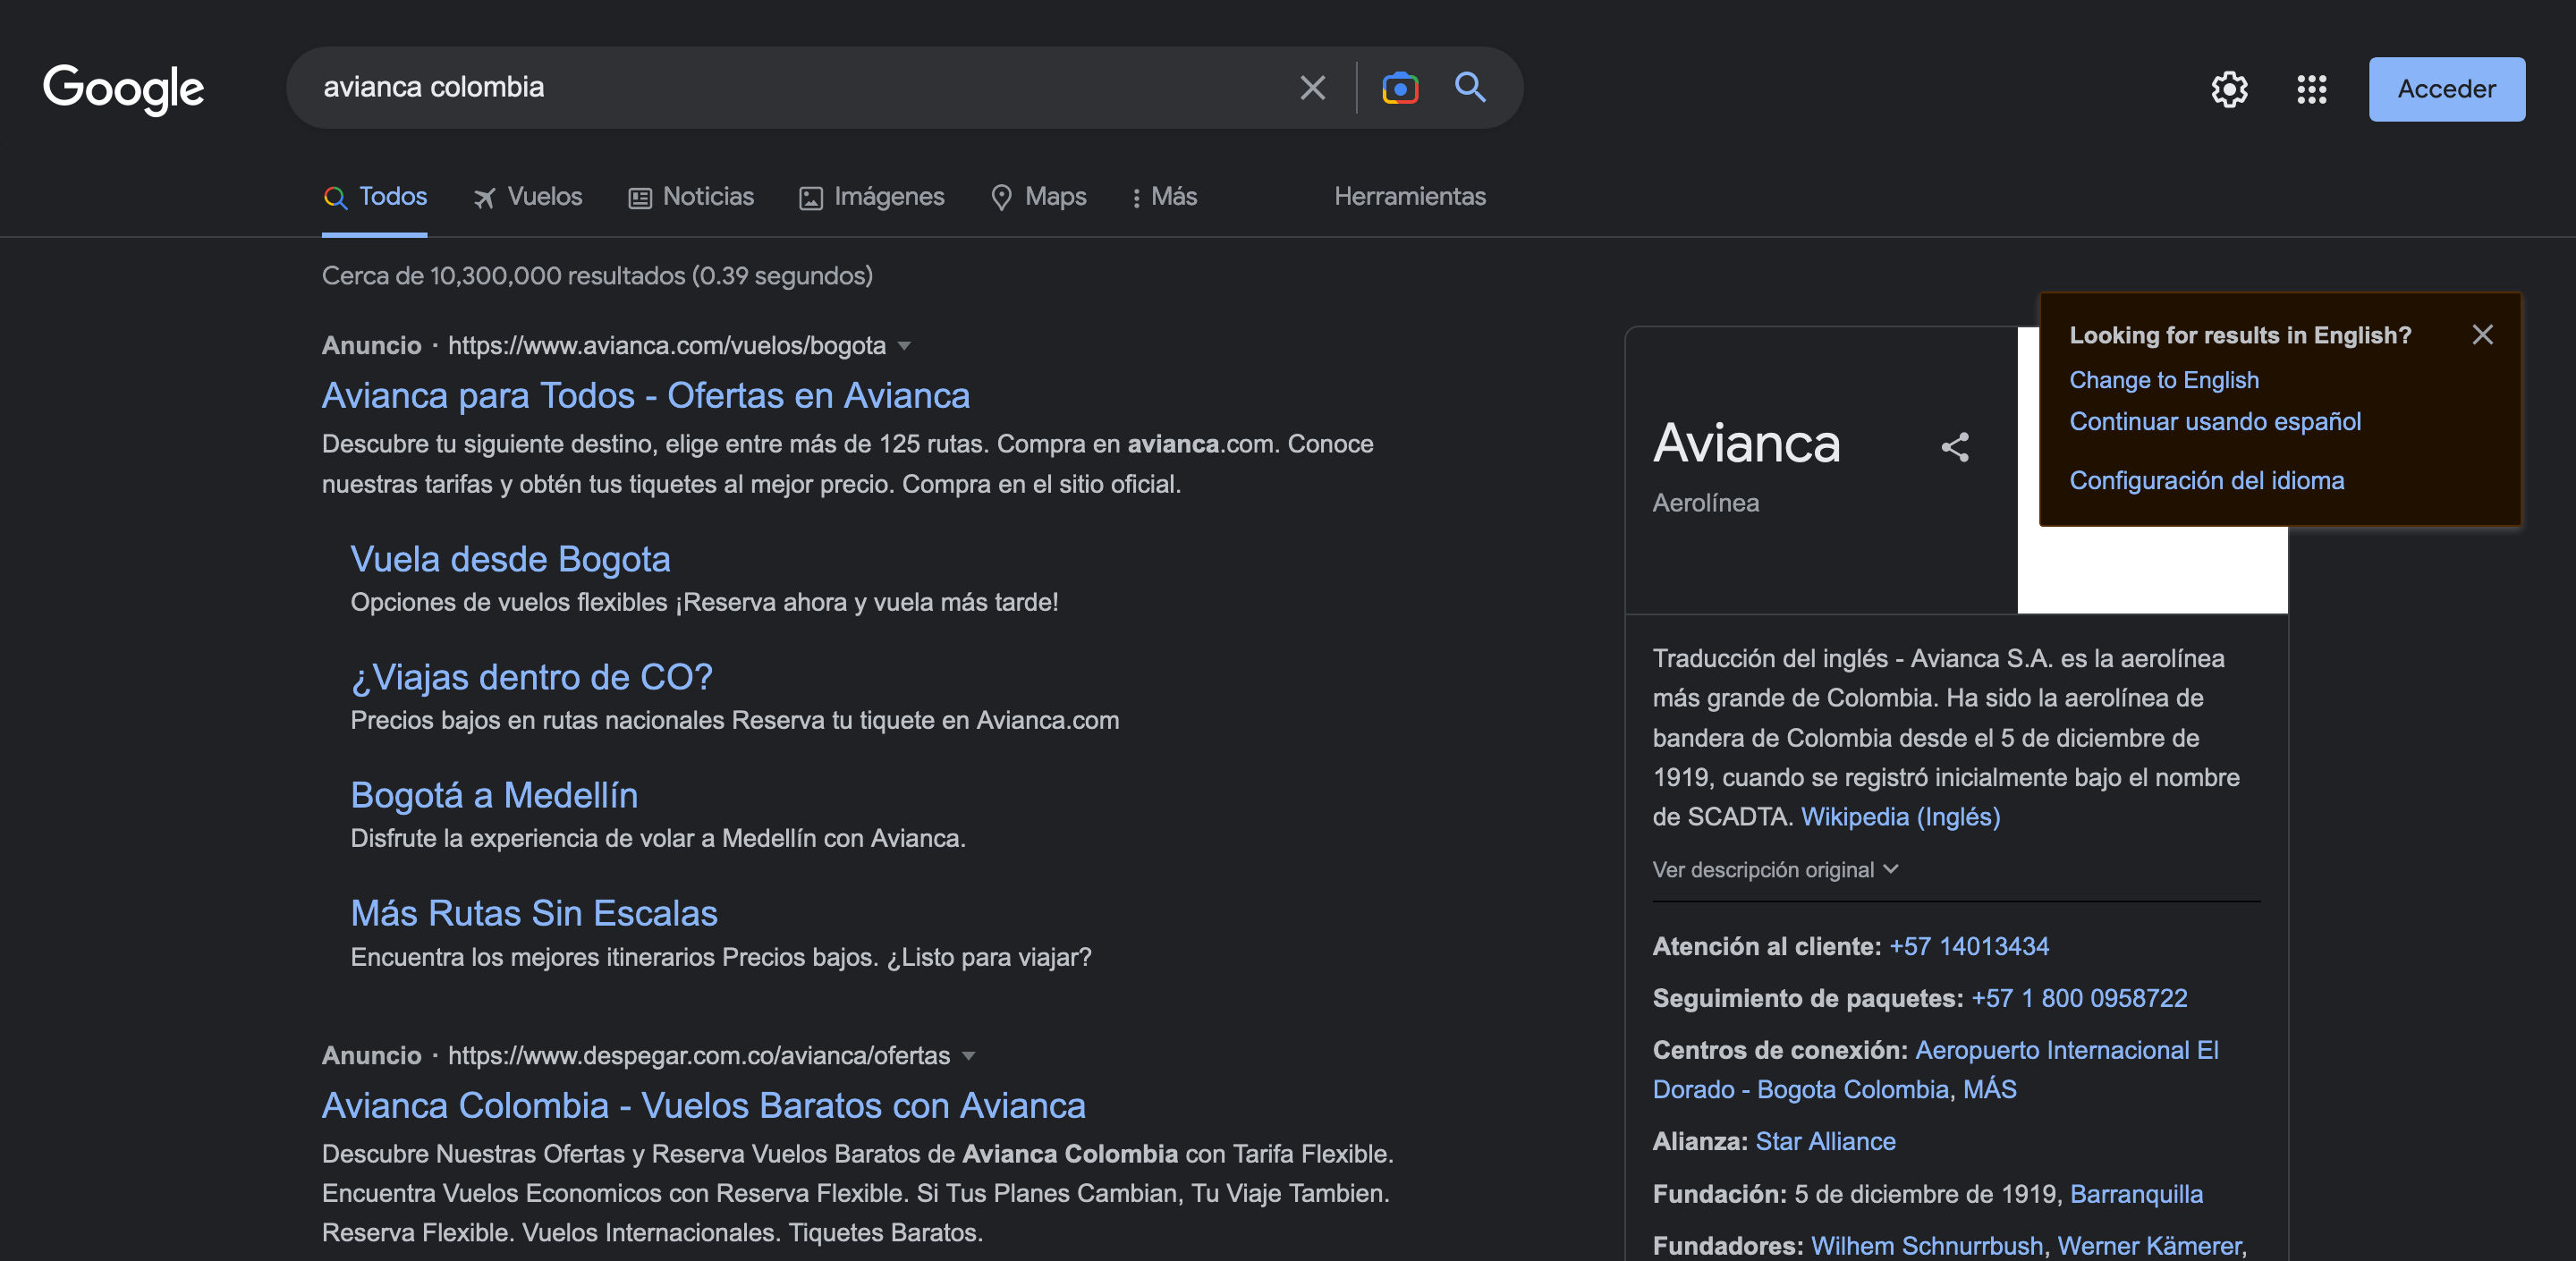 Google
avianca colombia
Acceder
Todos
Vuelos
Noticias
Imágenes
Maps
Más
Herramientas
Cerca de 10,300,000 resultados (0.39 segundos)
Anuncio · https://www.avianca.com/vuelos/bogota
Avianca para Todos - Ofertas en Avianca
Descubre tu siguiente destino, elige entre más de 125 rutas. Compra en avianca.com. Conoce
nuestras tarifas y obtén tus tiquetes al mejor precio. Compra en el sitio oficial.
Vuela desde Bogota
Opciones de vuelos flexibles ¡Reserva ahora y vuela más tarde!
¿Viajas dentro de CO?
Precios bajos en rutas nacionales Reserva tu tiquete en Avianca.com
Bogotá a Medellín
Disfrute la experiencia de volar a Medellín con Avianca.
Más Rutas Sin Escalas
Encuentra los mejores itinerarios Precios bajos. ¿Listo para viajar?
Anuncio · https://www.despegar.com.co/avianca/ofertas
Avianca Colombia - Vuelos Baratos con Avianca
Descubre Nuestras Ofertas y Reserva Vuelos Baratos de Avianca Colombia con Tarifa Flexible.
Encuentra Vuelos Economicos con Reserva Flexible. Si Tus Planes Cambian, Tu Viaje Tambien.
Reserva Flexible. Vuelos Internacionales. Tiquetes Baratos.
Looking for results in English?
Change to English
Continuar usando español
Configuración del idioma
Avianca
Aerolínea
Traducción del inglés - Avianca S.A. es la aerolínea
más grande de Colombia. Ha sido la aerolínea de
bandera de Colombia desde el 5 de diciembre de
1919, cuando se registró inicialmente bajo el nombre
de SCADTA. Wikipedia (Inglés)
Ver descripción original
Atención al cliente: +57 14013434
Seguimiento de paquetes: +57 1 800 0958722
Centros de conexión: Aeropuerto Internacional El
Dorado - Bogota Colombia, MÁS
Alianza: Star Alliance
Fundación: 5 de diciembre de 1919, Barranquilla
Fundadores: Wilhem Schnurrbush, Werner Kämerer,